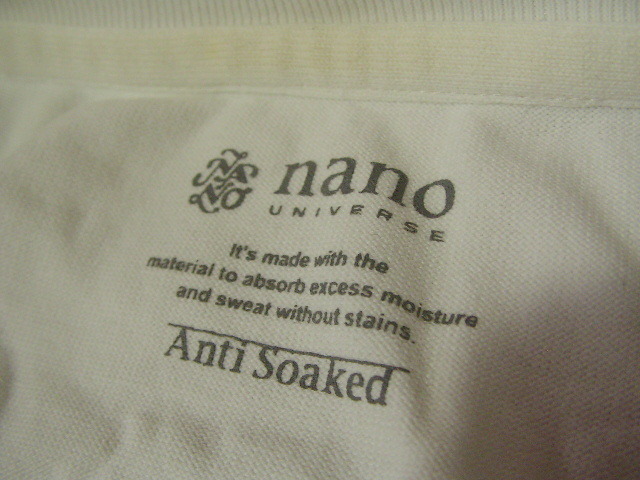 nano
UNIVERSE
It's made with the
material to absorb excess moisture
and sweat without stains.
Anti Soaked